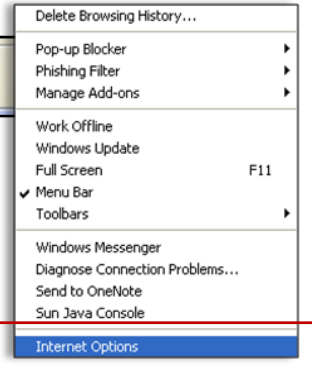 Delete Browsing History...
Pop-up Blocker
Phishing Filter
Manage Add-ons
Work Offline
Windows Update
Full Screen F11
Menu Bar
Toolbars
Windows Messenger
Diagnose Connection Problems...
Send to OneNote
Sun Java Console
Internet Options